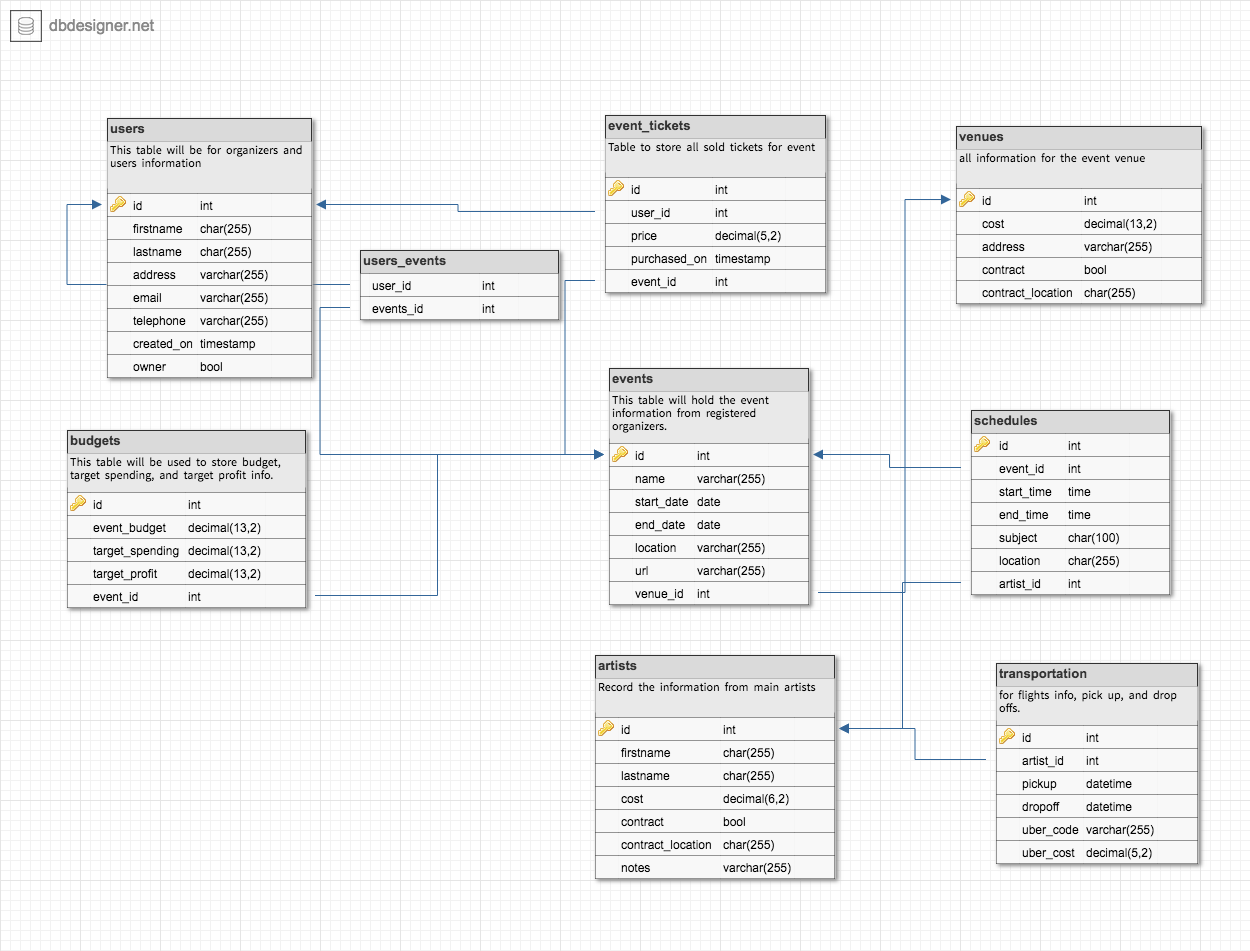 dbdesigner.net
users
This table will be for organizers and
users information
id int
firstname char(255)
lastname char(255)
address varchar(255)
email varchar(255)
telephone varchar(255)
created_on timestamp
owner bool
users_events
user_id int
events_id int
event_tickets
Table to store all sold tickets for event
id int
user_id int
price decimal(5,2)
purchased_on timestamp
event_id int
venues
all information for the event venue
id int
cost decimal(13,2)
address varchar(255)
contract bool
contract_location char(255)
budgets
This table will be used to store budget,
target spending, and target profit info.
id int
event_budget decimal(13,2)
target_spending decimal(13,2)
target_profit decimal(13,2)
event_id int
events
This table will hold the event
information from registered
organizers.
id int
name varchar(255)
start_date date
end_date date
location varchar(255)
url varchar(255)
venue_id int
schedules
id int
event_id int
start_time time
end_time time
subject char(100)
location char(255)
artist_id int
artists
Record the information from main artists
id int
firstname char(255)
lastname char(255)
cost decimal(6,2)
contract bool
contract_location char(255)
notes varchar(255)
transportation
for flights info, pick up, and drop
offs.
id int
artist_id int
pickup datetime
dropoff datetime
uber_code varchar(255)
uber_cost decimal(5,2)